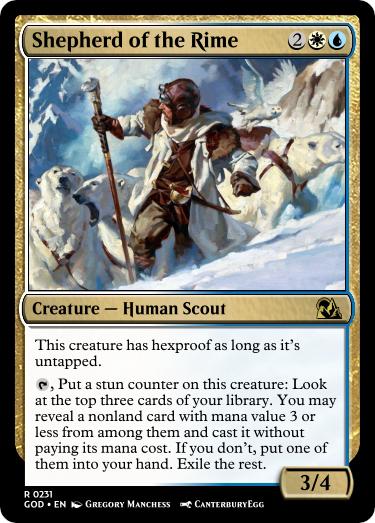 Shepherd of the Rime 2
Creature — Human Scout
This creature has hexproof as long as it's
untapped.
, Put a stun counter on this creature: Look
at the top three cards of your library. You may
reveal a nonland card with mana value 3 or
less from among them and cast it without
paying its mana cost. If you don't, put one of
them into your hand. Exile the rest.
3/4
R 0231
GOD • EN Gregory Manchess CanterburyEgg